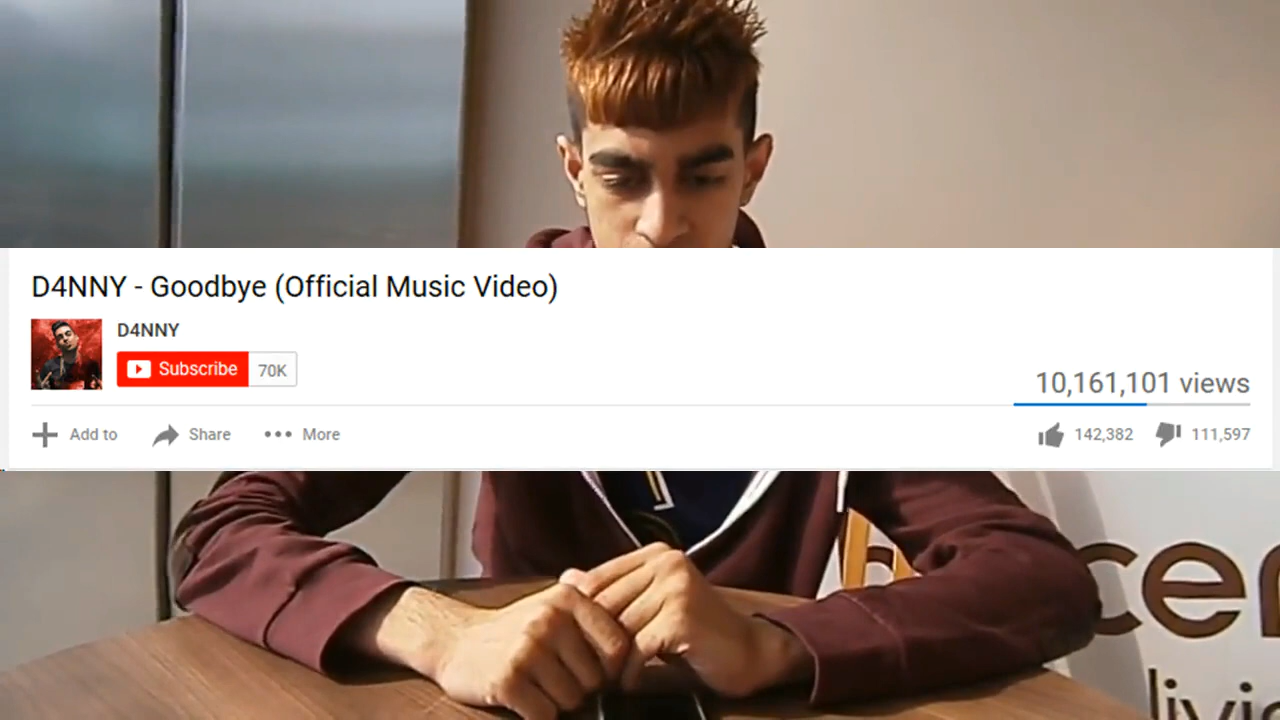 D4NNY - Goodbye (Official Music Video)
D4NNY
Subscribe 70K
10,161,101 views
Add to Share More
142,382 111,597
cer
livi